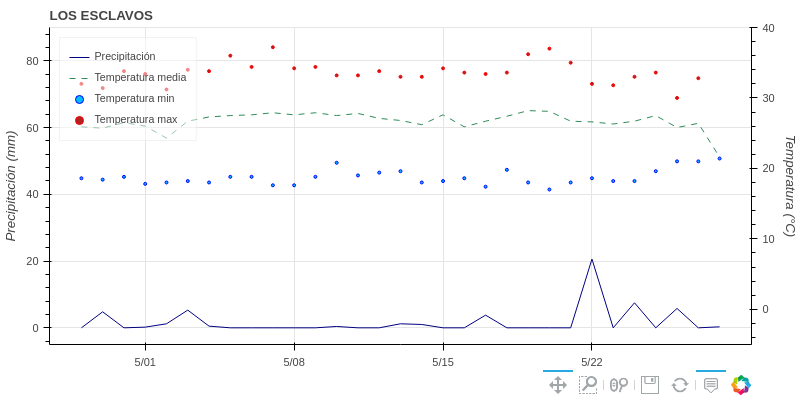 LOS ESCLAVOS
Precipitación
Temperatura media
Temperatura min
Temperatura max
Precipitación (mm)
80
60
40
20
0
Temperatura (°C)
40
30
20
10
0
5/01
5/08
5/15
5/22